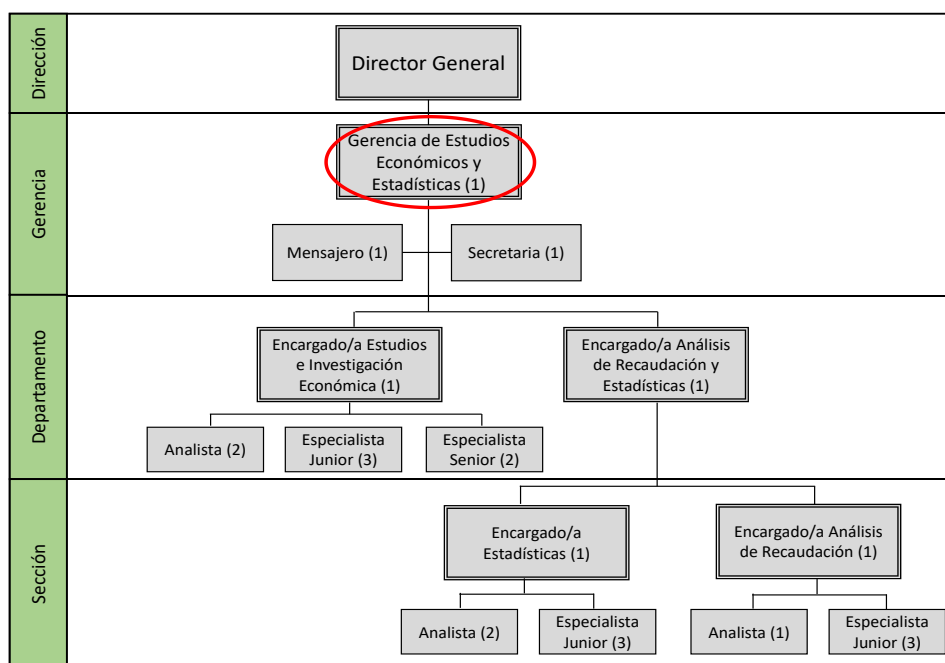 Dirección
Director General
Gerencia
Gerencia de Estudios
Económicos y
Estadísticas (1)
Mensajero (1)
Secretaria (1)
Departamento
Encargado/a Estudios
e Investigación
Económica (1)
Encargado/a Análisis
de Recaudación y
Estadísticas (1)
Analista (2)
Especialista
Junior (3)
Especialista
Senior (2)
Sección
Encargado/a
Estadísticas (1)
Encargado/a Análisis
de Recaudación (1)
Analista (2)
Especialista
Junior (3)
Analista (1)
Especialista
Junior (3)